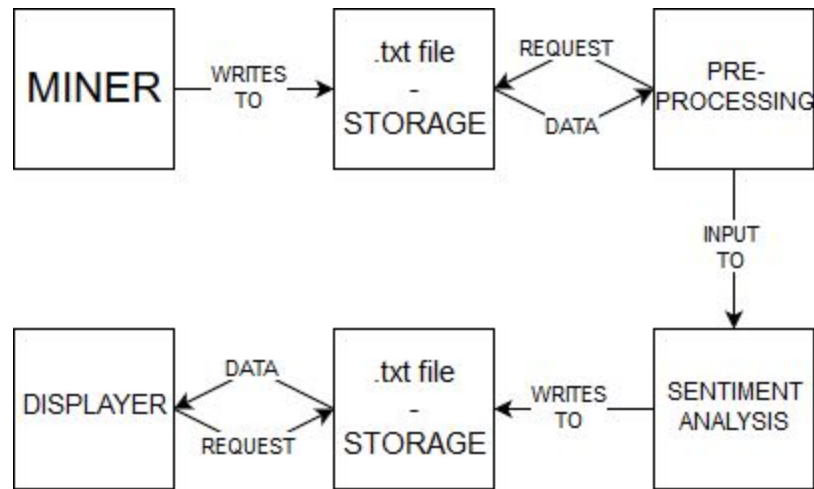 MINER
WRITES
TO
.txt file
-
STORAGE
REQUEST
DATA
PRE-
PROCESSING
INPUT
TO
DISPLAYER
DATA
REQUEST
.txt file
-
STORAGE
WRITES
TO
SENTIMENT
ANALYSIS